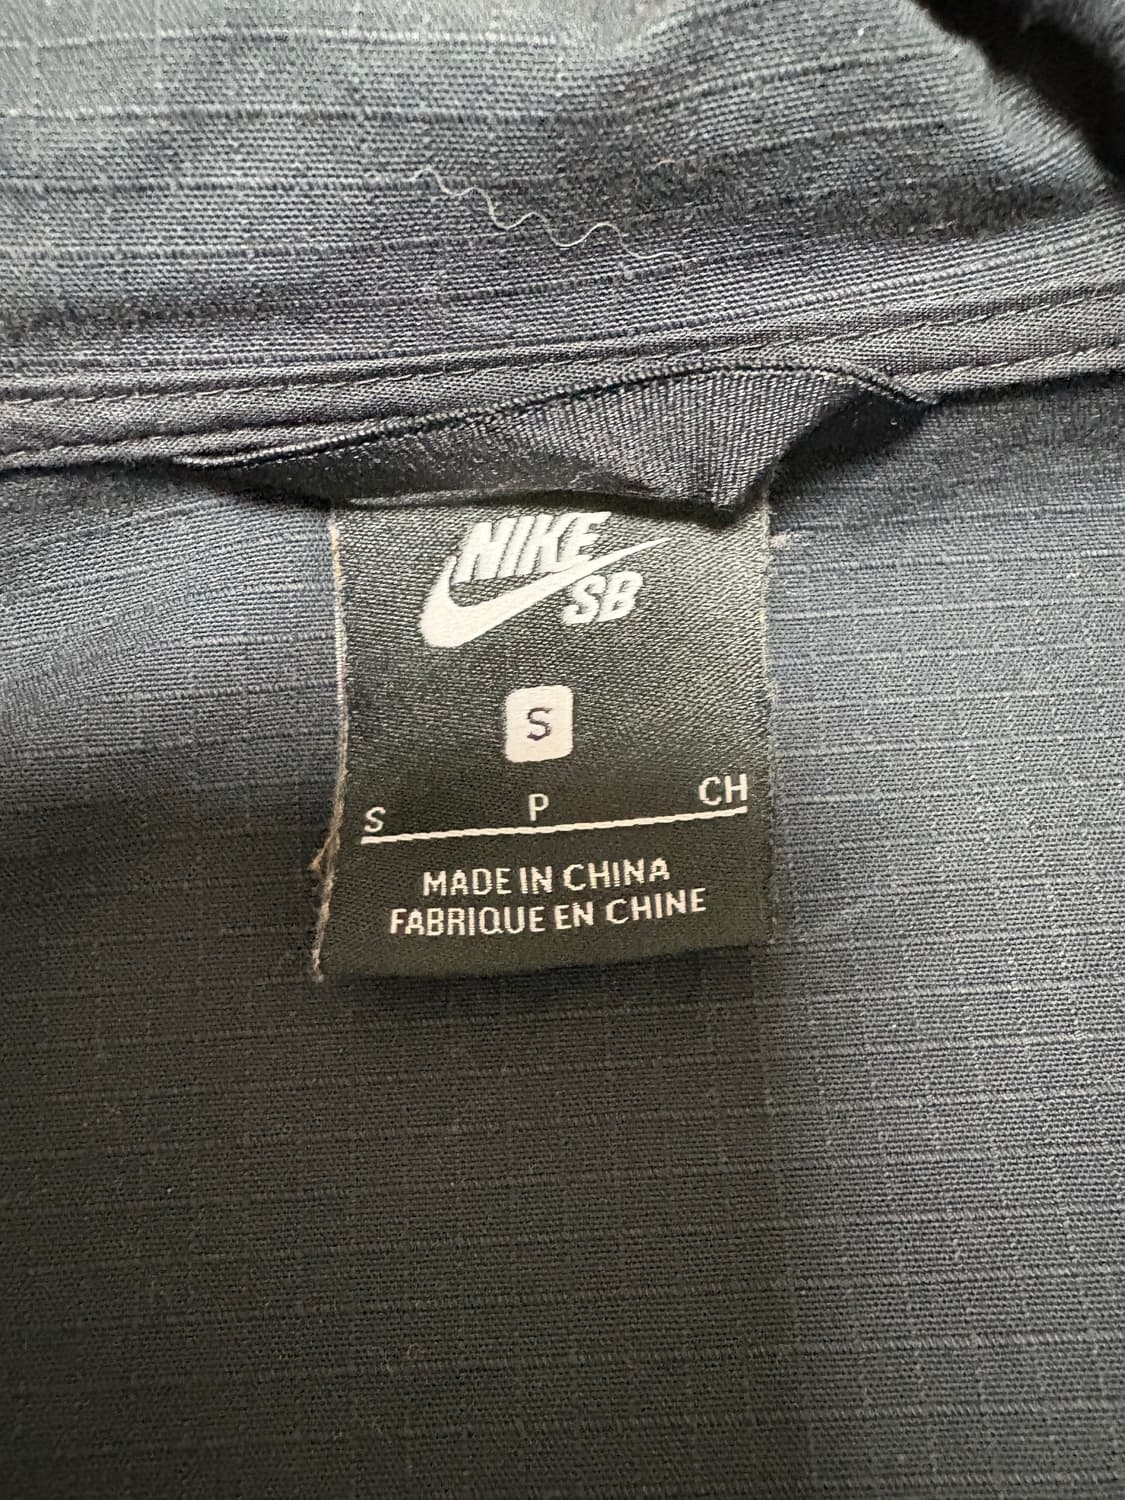 NIKE
SB
S
S P CH
MADE IN CHINA
FABRIQUE EN CHINE